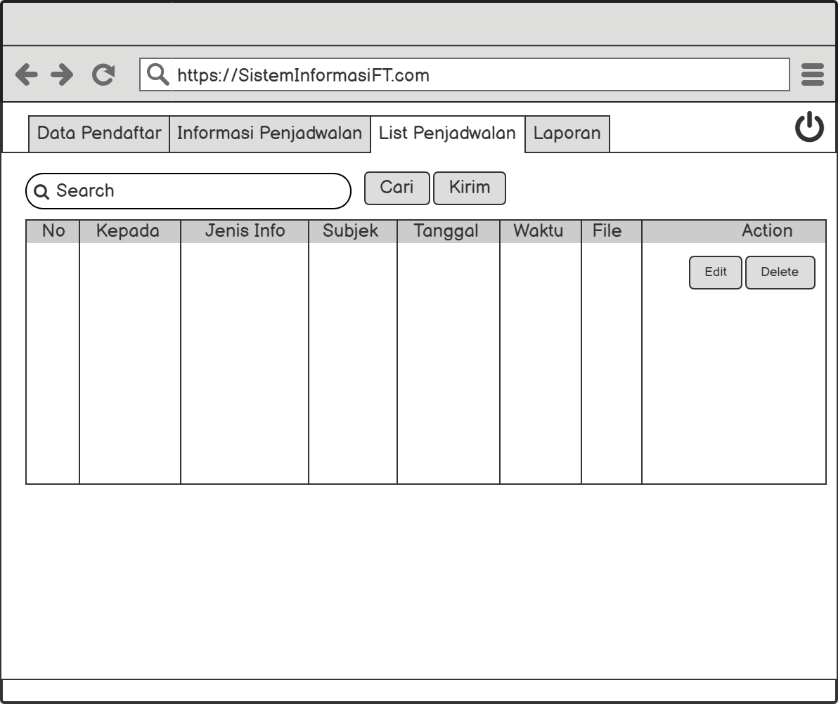 https://SistemInformasiFT.com
Data Pendaftar Informasi Penjadwalan List Penjadwalan Laporan
Search Cari Kirim
No Kepada Jenis Info Subjek Tanggal Waktu File Action
Edit Delete